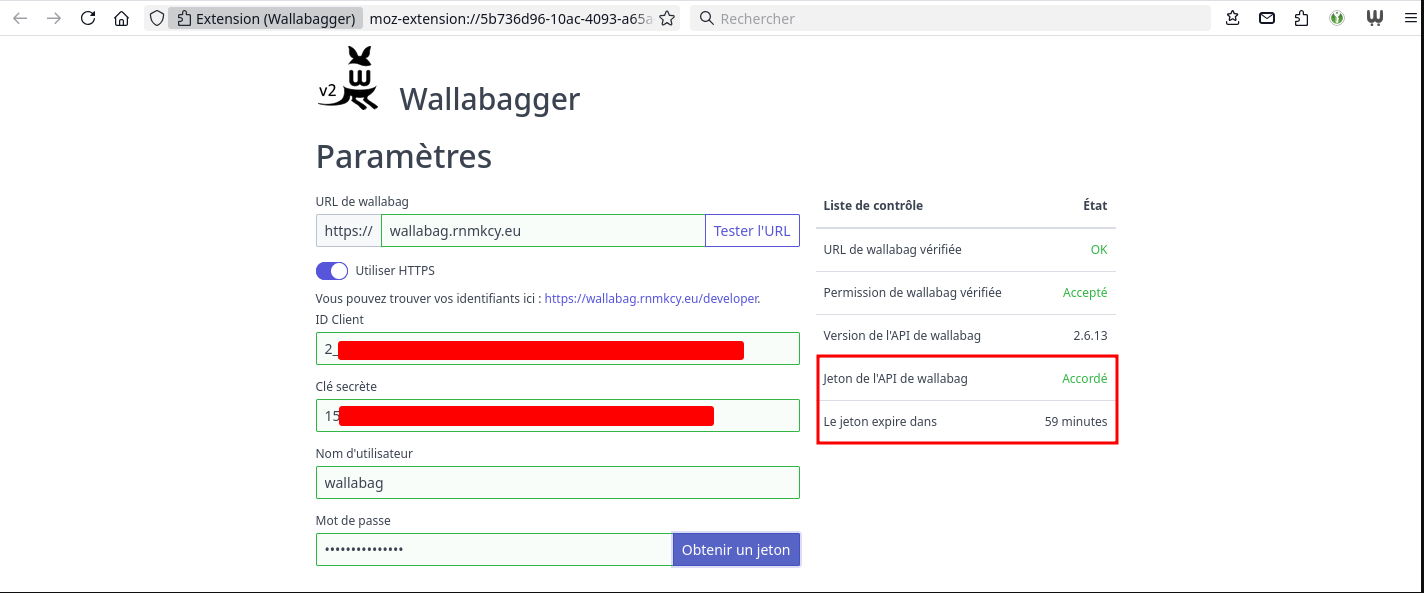 Extension (Wallabagger) moz-extension://5b736d96-10ac-4093-a65a Rechercher
v2 Wallabagger
Paramètres
URL de wallabag
https:// wallabag.rnmkcy.eu Tester l'URL
Utiliser HTTPS
Vous pouvez trouver vos identifiants ici : https://wallabag.rnmkcy.eu/developer.
ID Client
2_
Clé secrète
15
Nom d'utilisateur
wallabag
Mot de passe
•••••••••••••••
Obtenir un jeton
Liste de contrôle État
URL de wallabag vérifiée OK
Permission de wallabag vérifiée Accepté
Version de l'API de wallabag 2.6.13
Jeton de l'API de wallabag Accordé
Le jeton expire dans 59 minutes